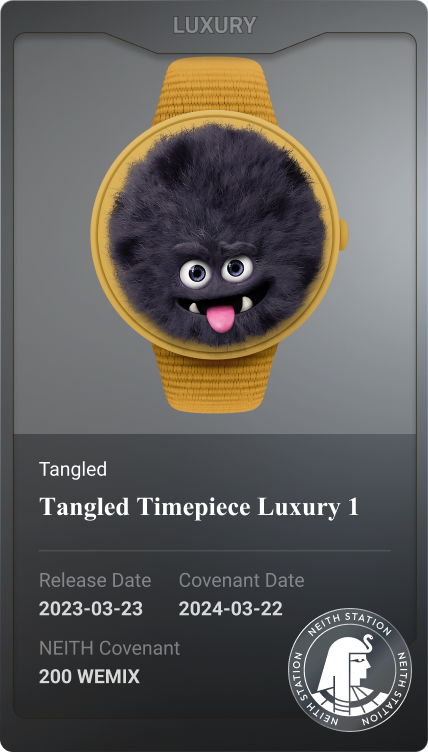 LUXURY
Tangled
Tangled Timepiece Luxury 1
Release Date Covenant Date
2023-03-23 2024-03-22
NEITH Covenant
200 WEMIX
NEITH STATION
NEITH STATION
NEITH STATION